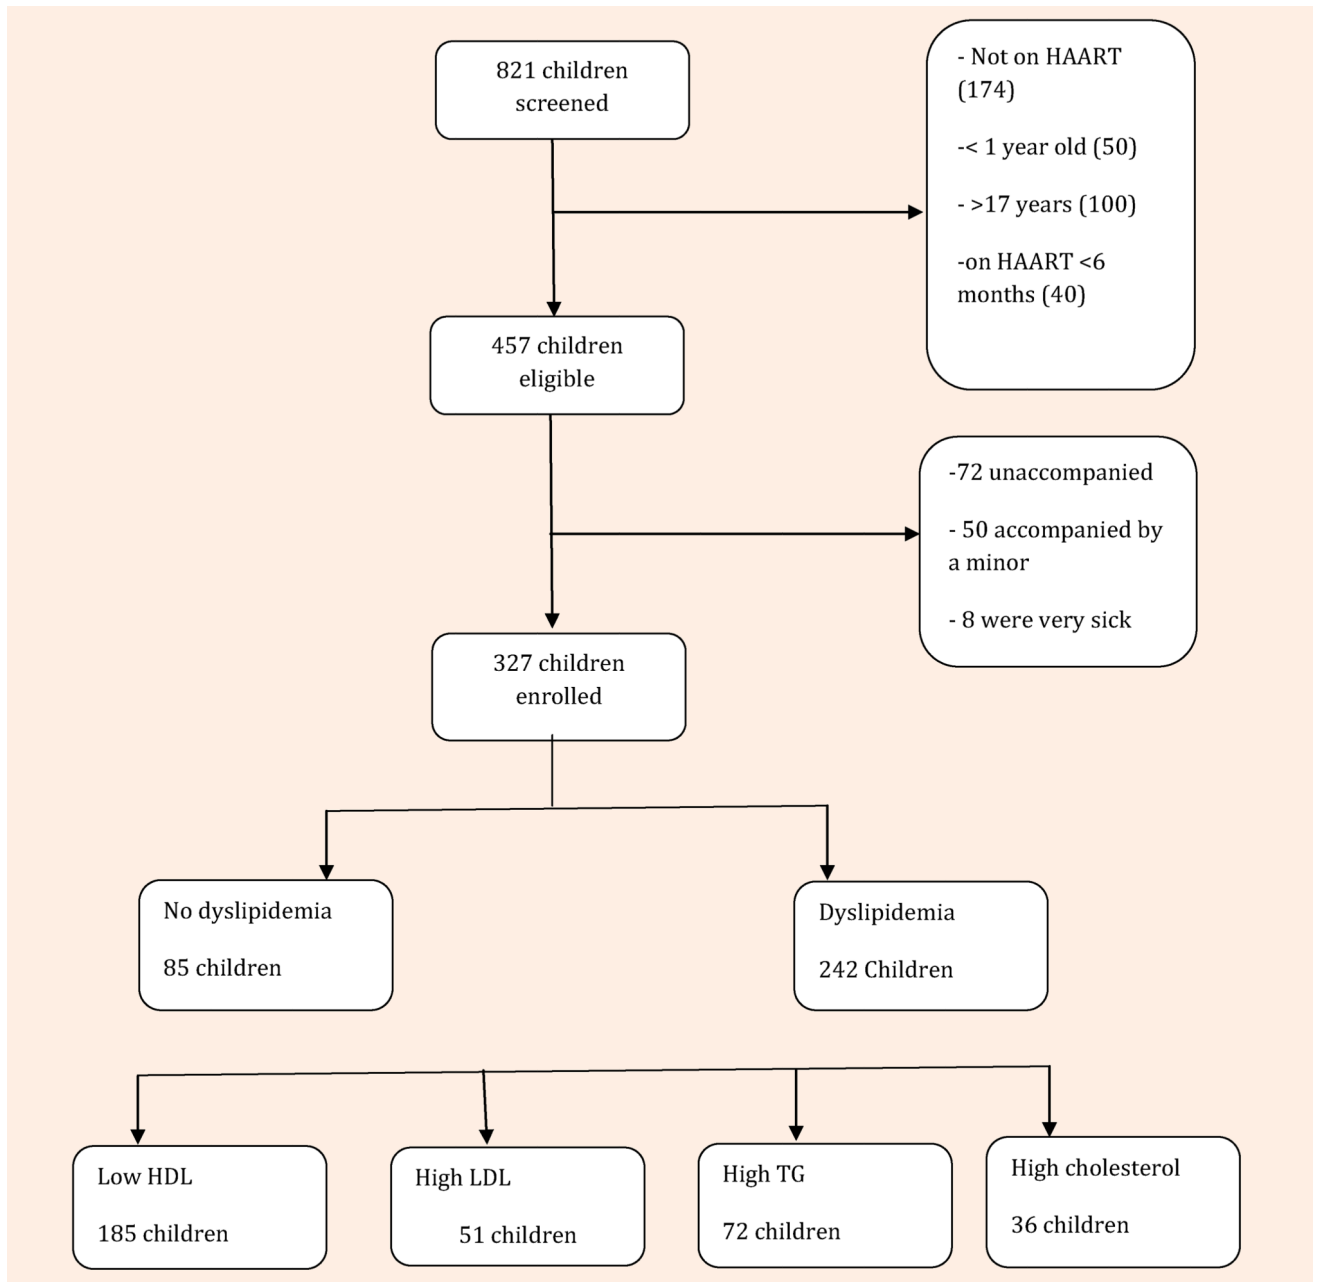 821 children
screened
- Not on HAART
(174)
-< 1 year old (50)
- >17 years (100)
-on HAART <6
months (40)
457 children
eligible
-72 unaccompanied
- 50 accompanied by
a minor
- 8 were very sick
327 children
enrolled
No dyslipidemia
85 children
Dyslipidemia
242 Children
Low HDL
185 children
High LDL
51 children
High TG
72 children
High cholesterol
36 children